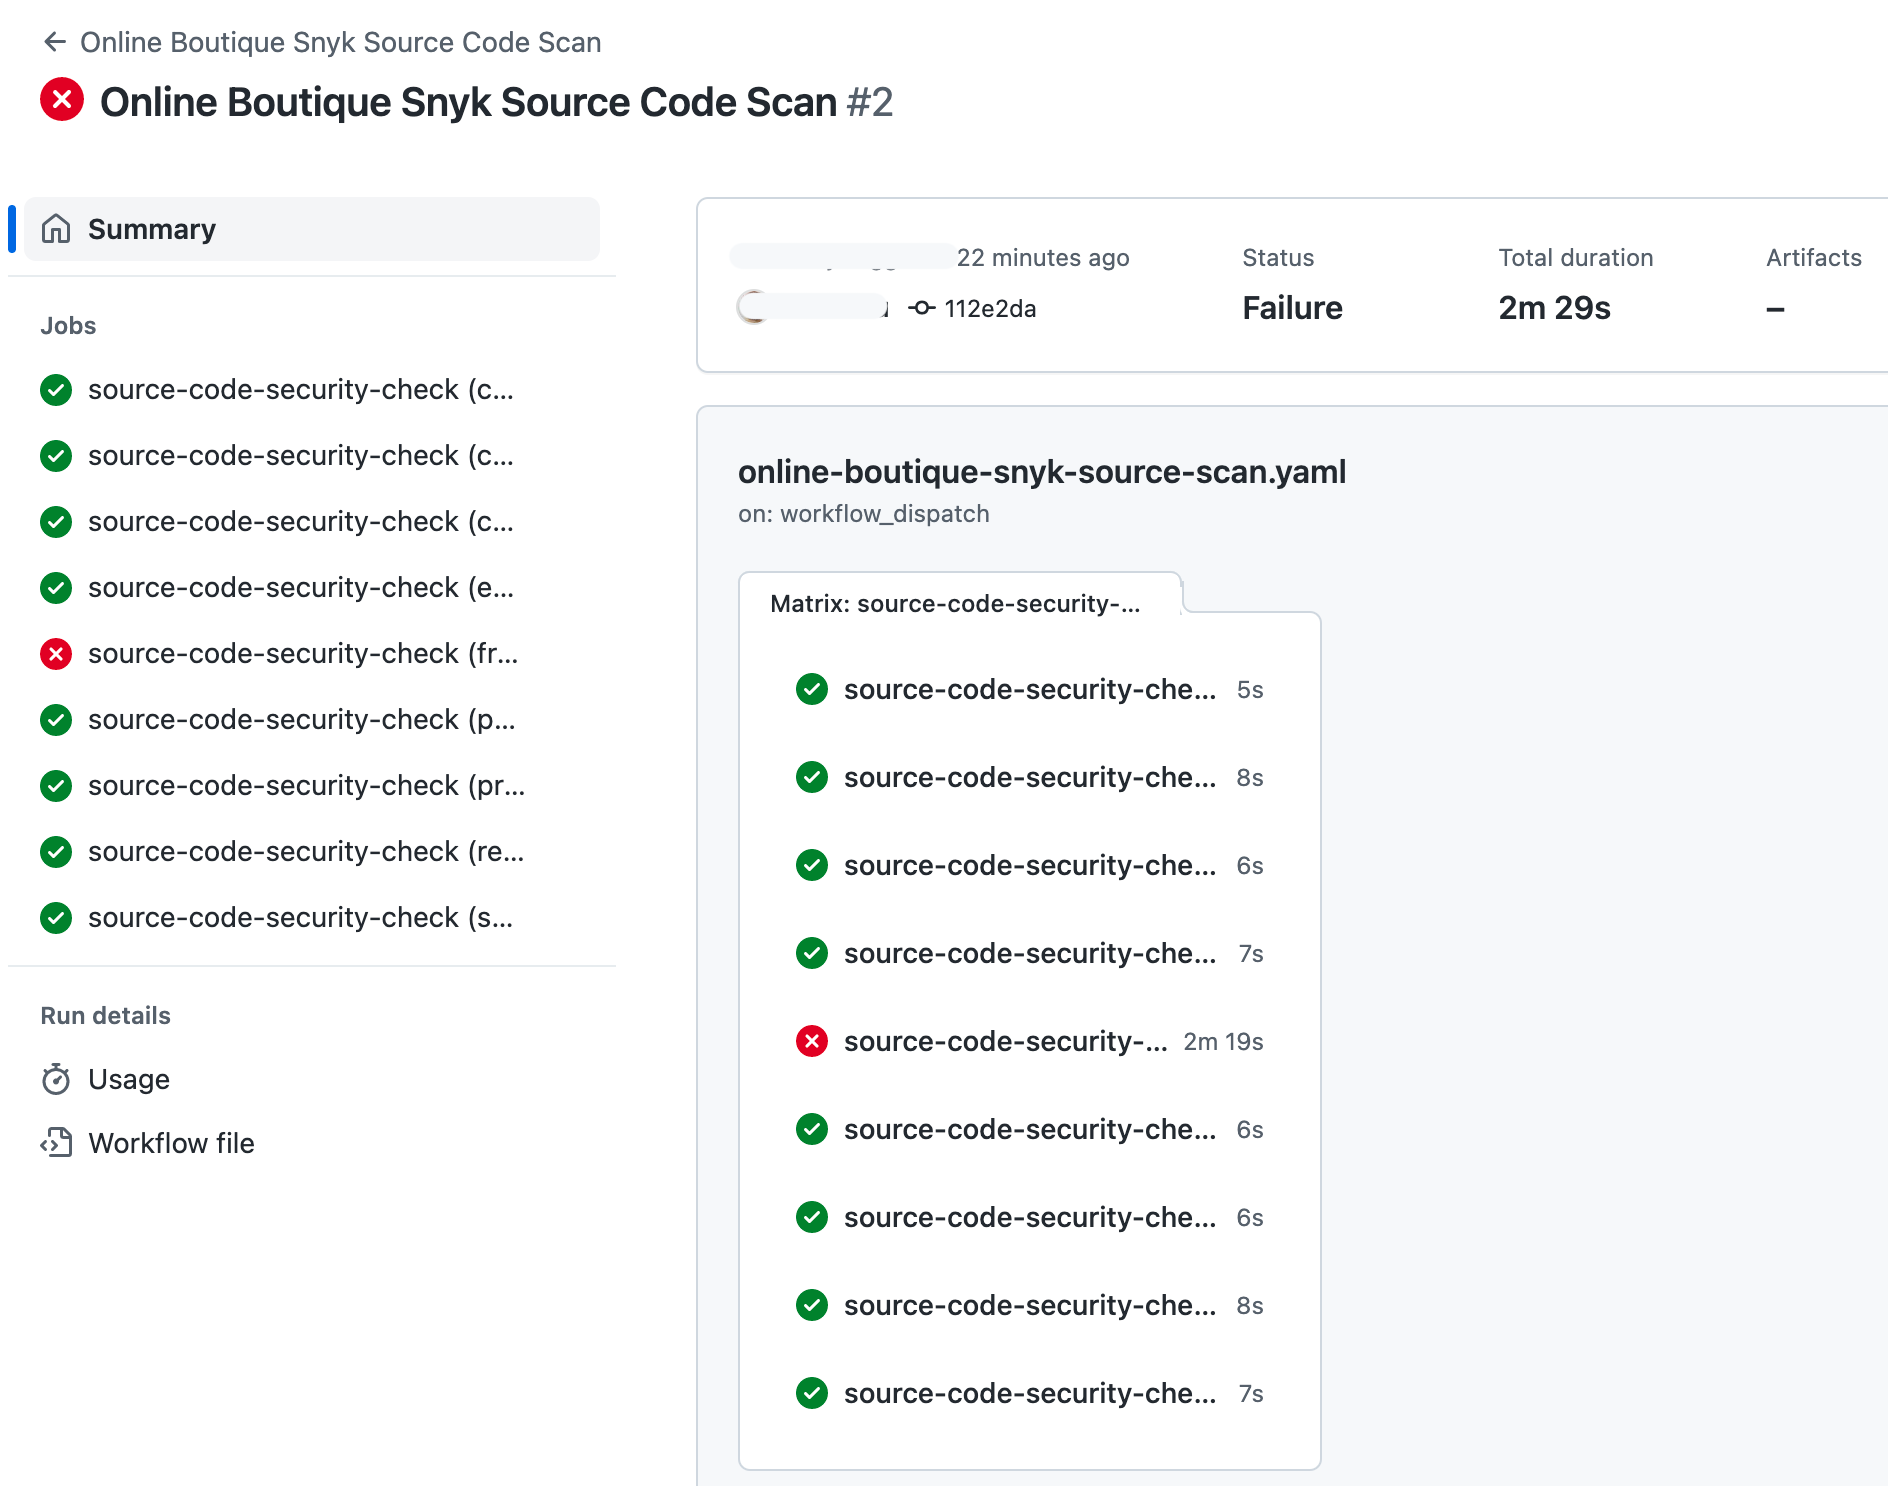 Online Boutique Snyk Source Code Scan
Online Boutique Snyk Source Code Scan #2
Summary
Jobs
source-code-security-check (c...
source-code-security-check (c...
source-code-security-check (c...
source-code-security-check (e...
source-code-security-check (fr...
source-code-security-check (p...
source-code-security-check (pr...
source-code-security-check (re...
source-code-security-check (s...
Run details
Usage
Workflow file
22 minutes ago
112e2da
Status
Failure
Total duration
2m 29s
Artifacts
–
online-boutique-snyk-source-scan.yaml
on: workflow_dispatch
Matrix: source-code-security-...
source-code-security-che... 5s
source-code-security-che... 8s
source-code-security-che... 6s
source-code-security-che... 7s
source-code-security-... 2m 19s
source-code-security-che... 6s
source-code-security-che... 6s
source-code-security-che... 8s
source-code-security-che... 7s